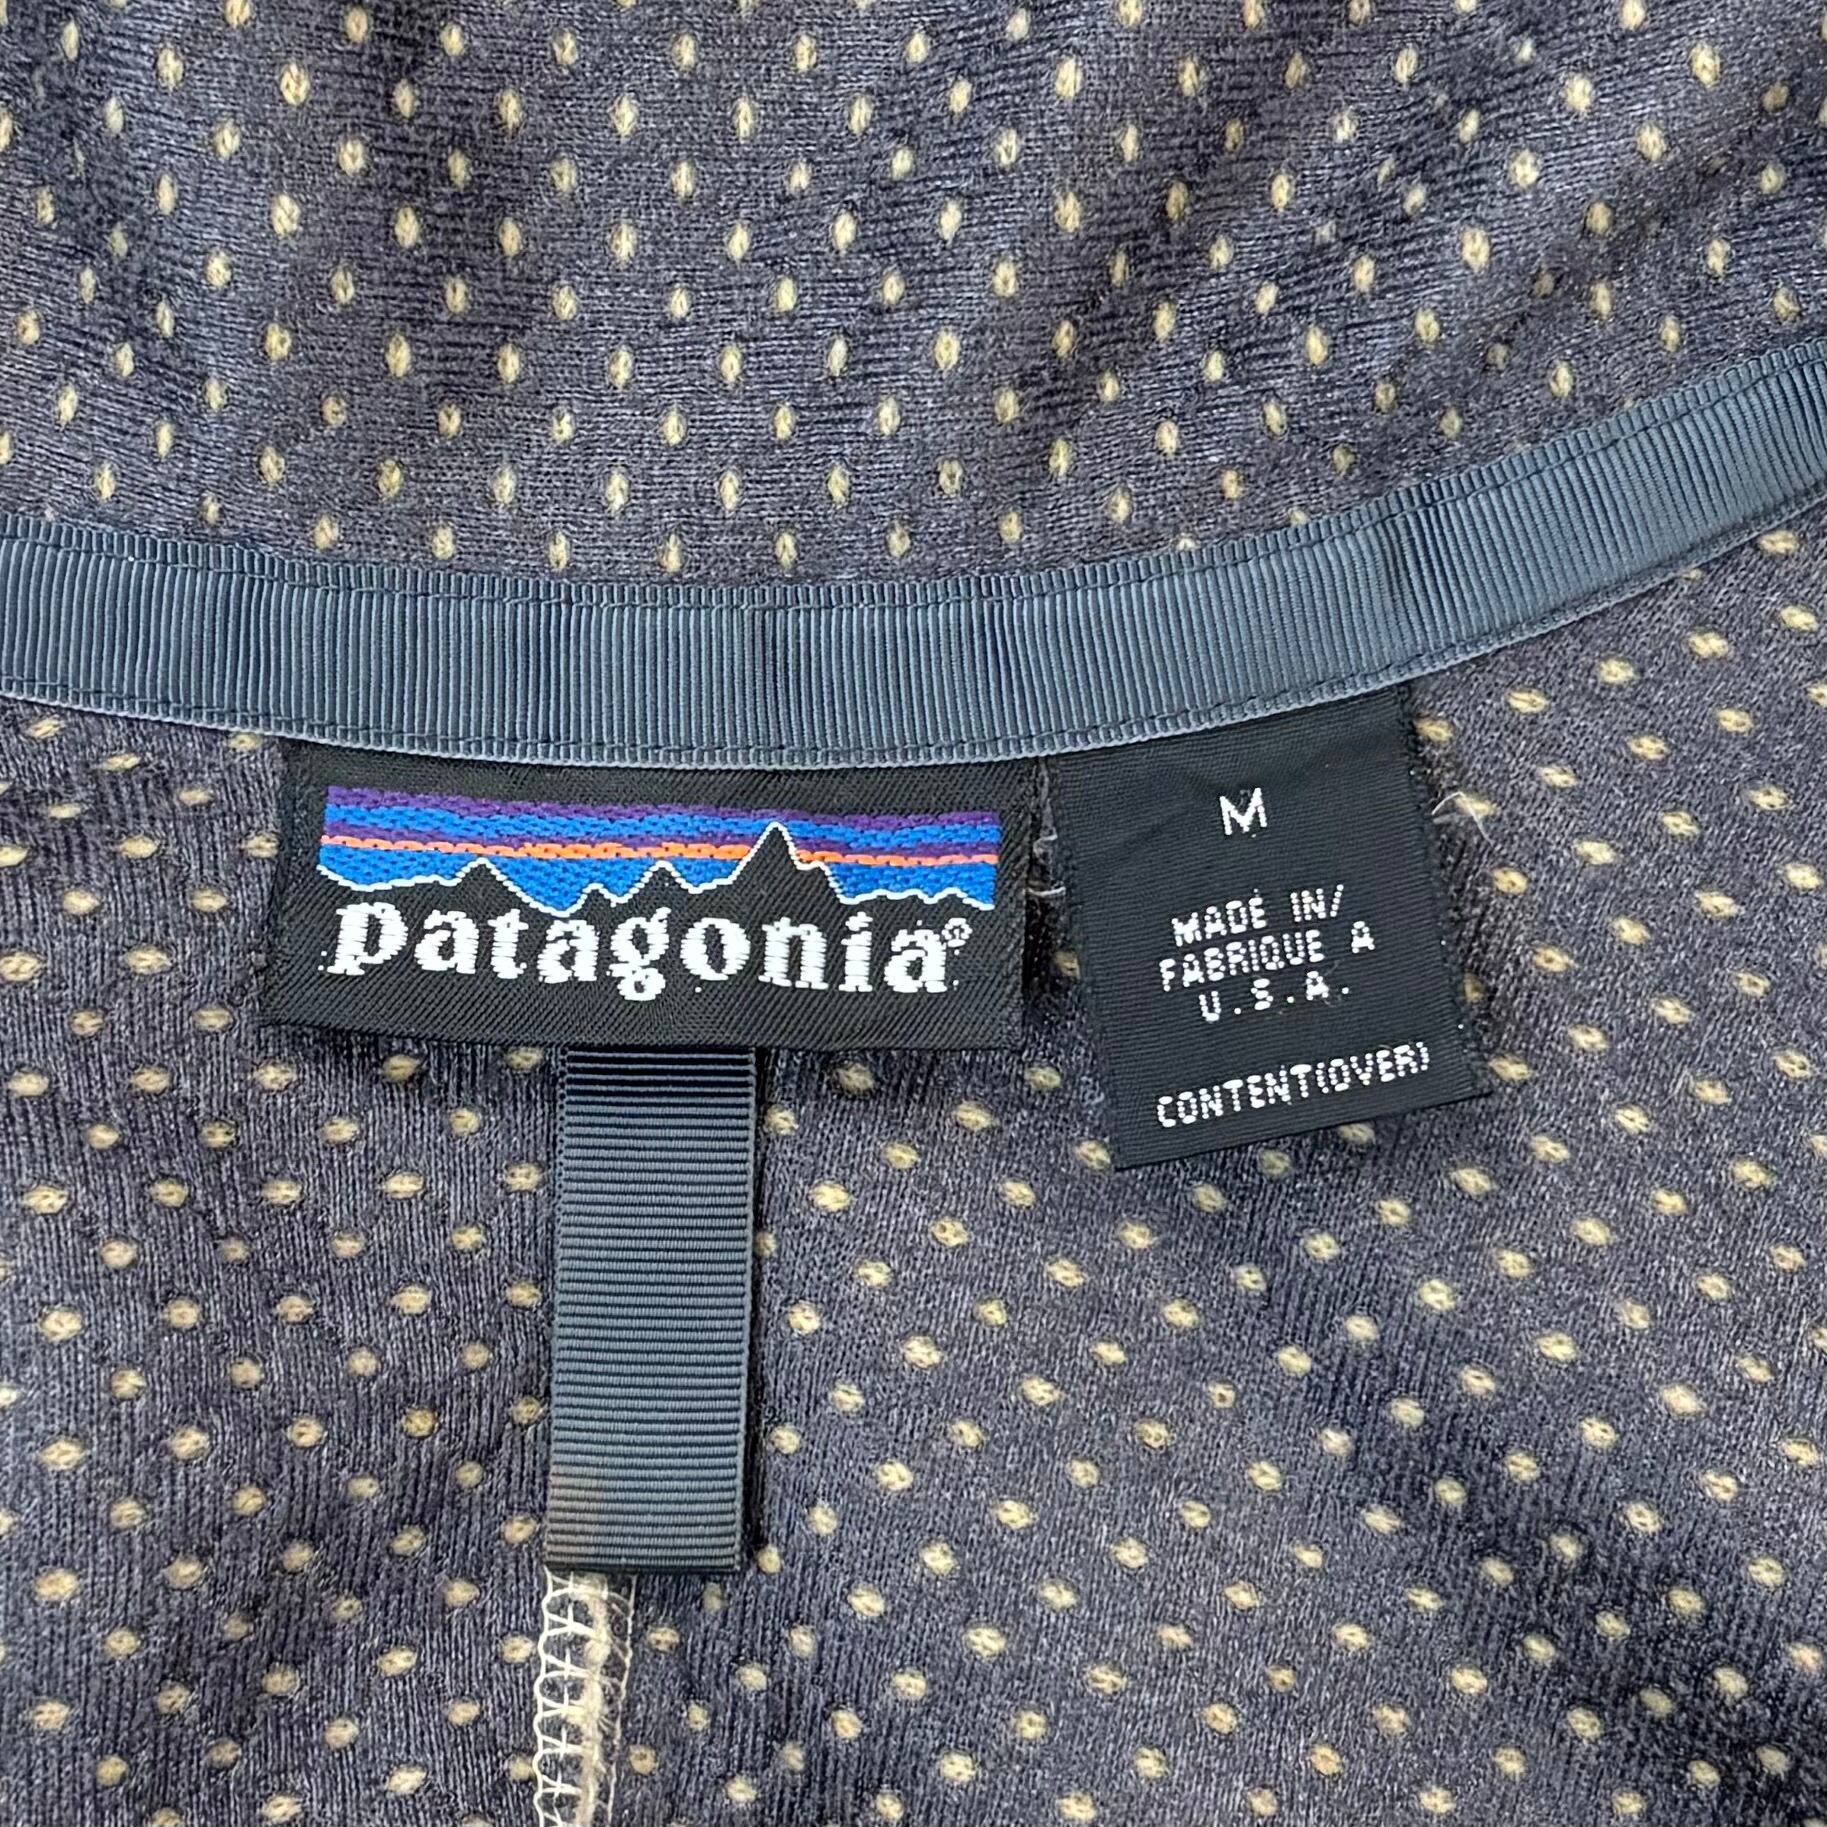 patagonia®
M
MADE IN/
FABRIQUE A
U.S.A.
CONTENT(OVER)